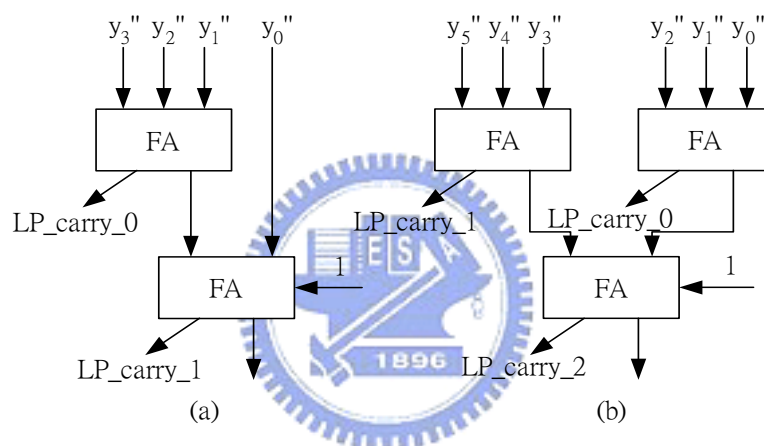 y₃" y₂" y₁" y₀" y₅" y₄" y₃" y₂" y₁" y₀"
FA FA FA
LP_carry_0 LP_carry_1 LP_carry_0
E S A
FA 1 FA 1
LP_carry_1 1896 LP_carry_2
(a) (b)